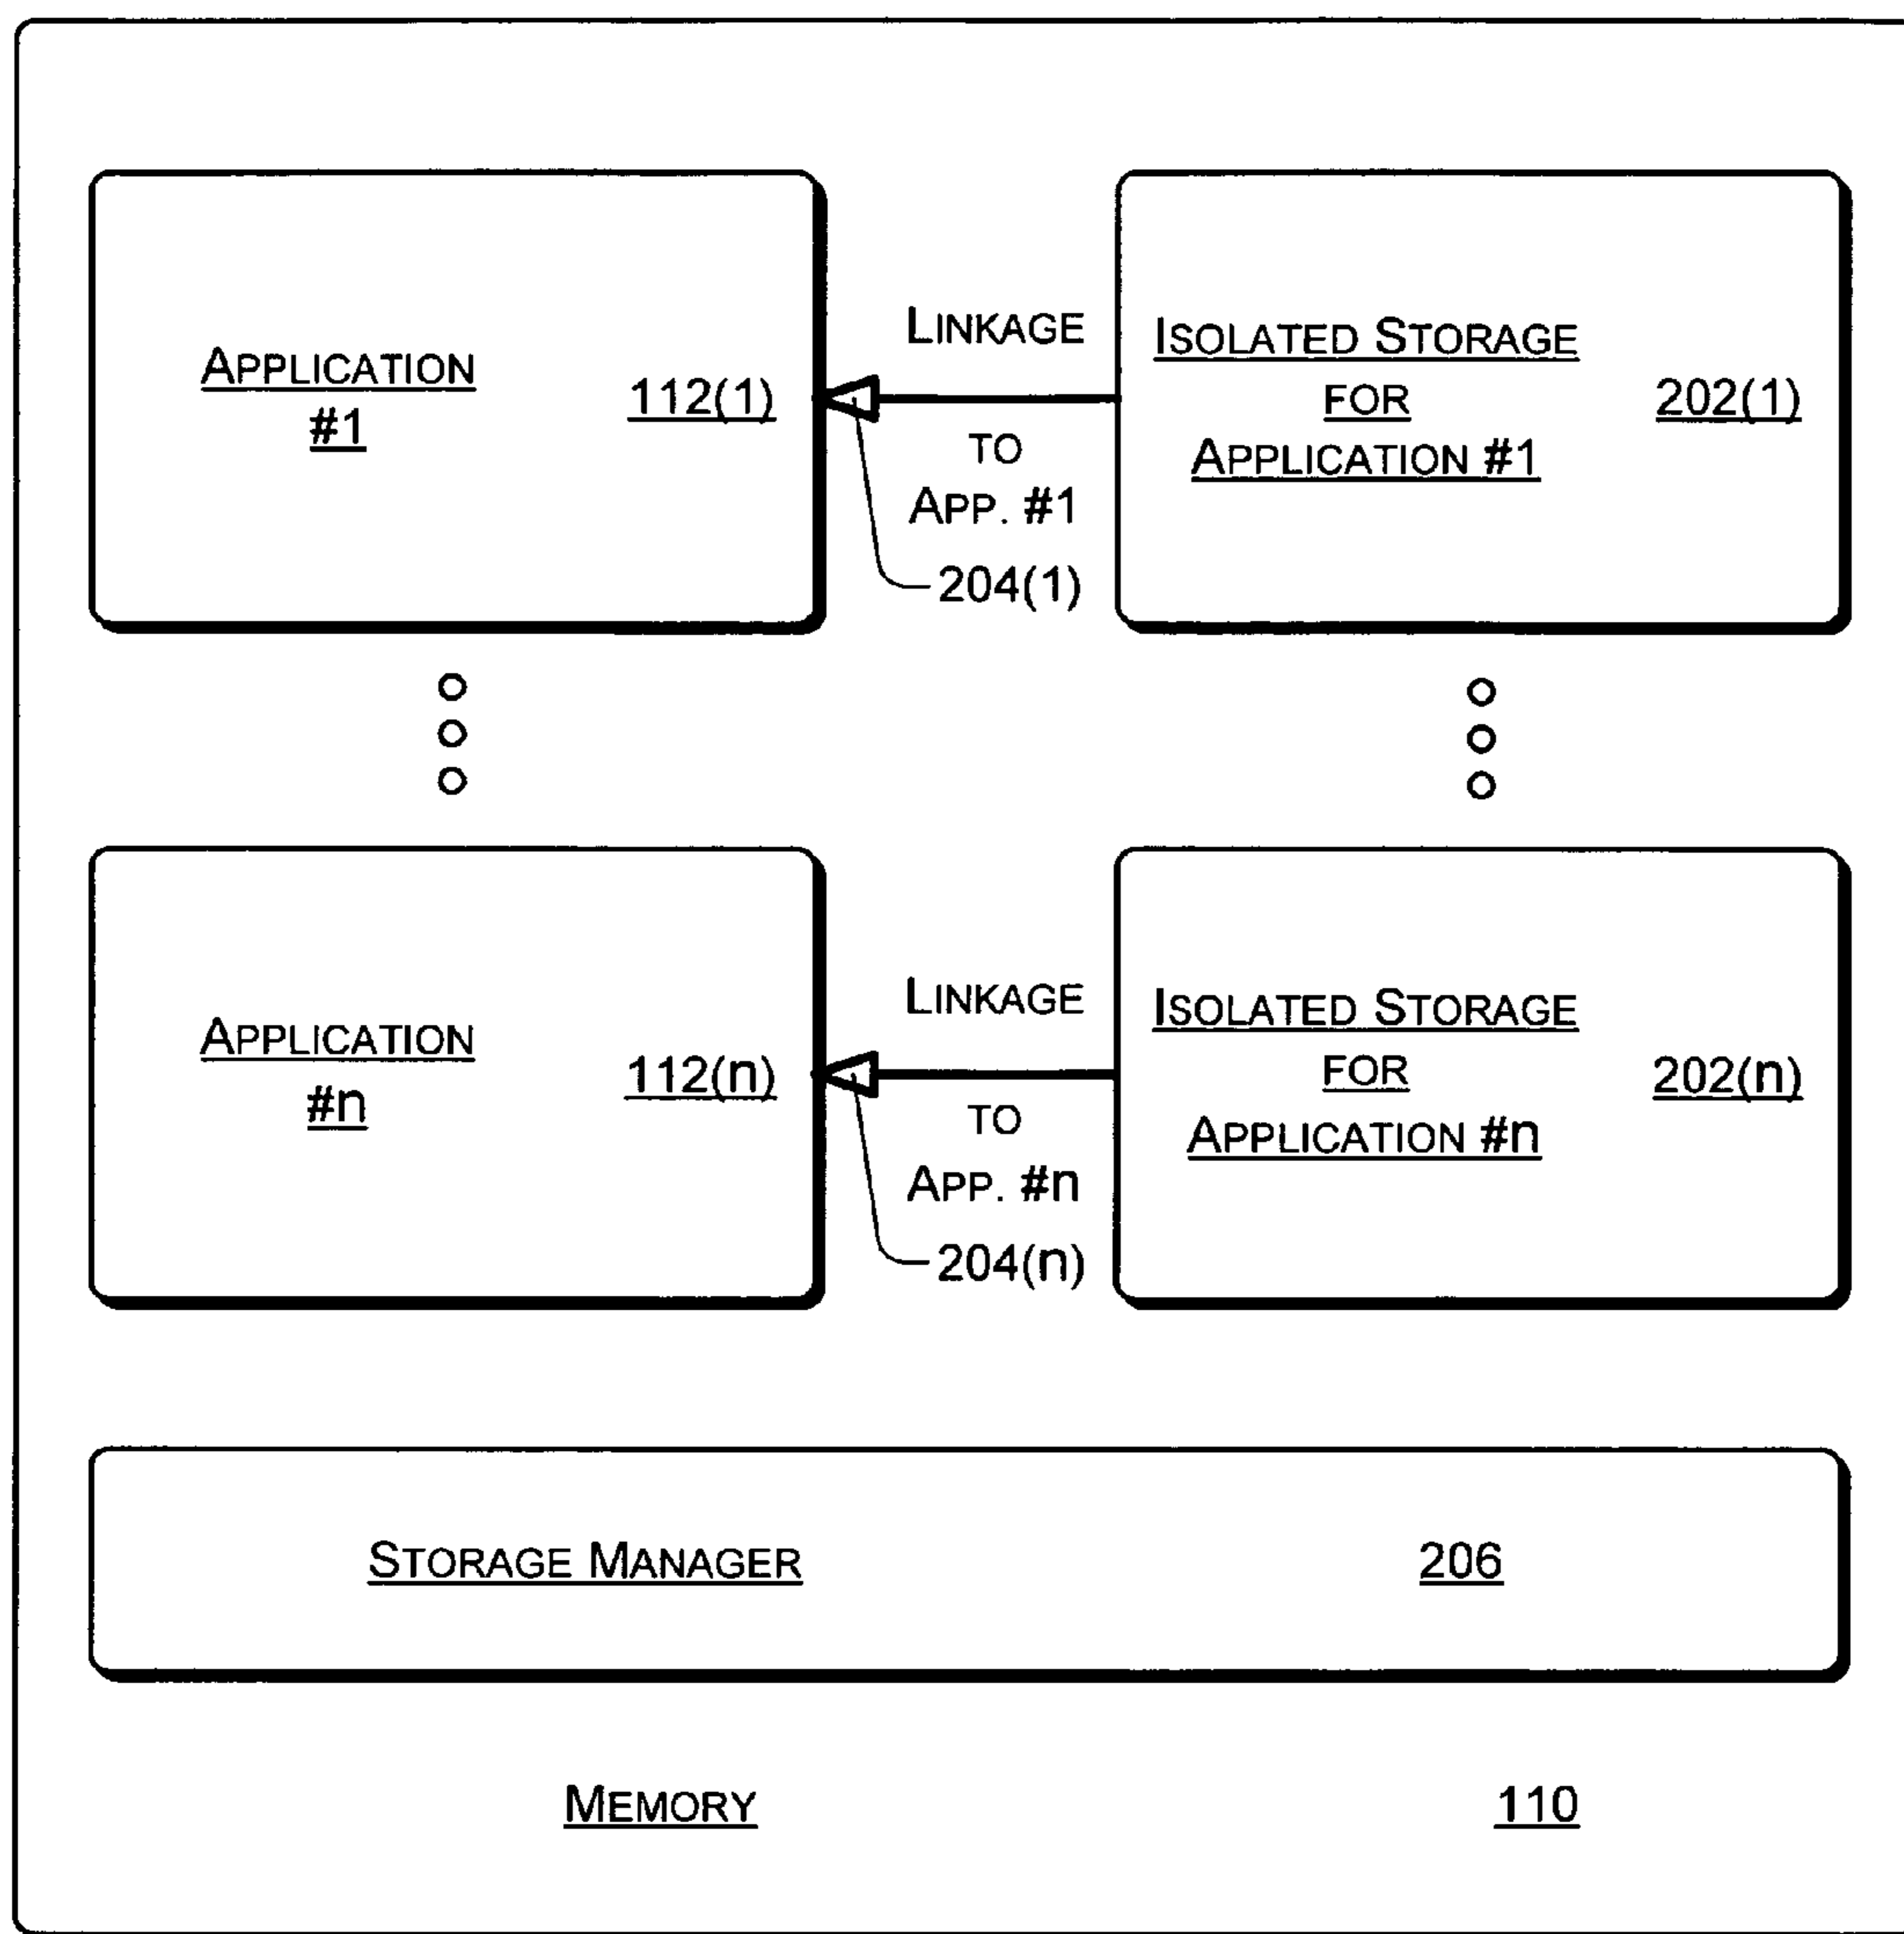 APPLICATION
#1
112(1)
LINKAGE
TO
APP. #1
204(1)
ISOLATED STORAGE
FOR
APPLICATION #1
202(1)
APPLICATION
#n
112(n)
LINKAGE
TO
APP. #n
204(n)
ISOLATED STORAGE
FOR
APPLICATION #n
202(n)
STORAGE MANAGER 206
MEMORY 110